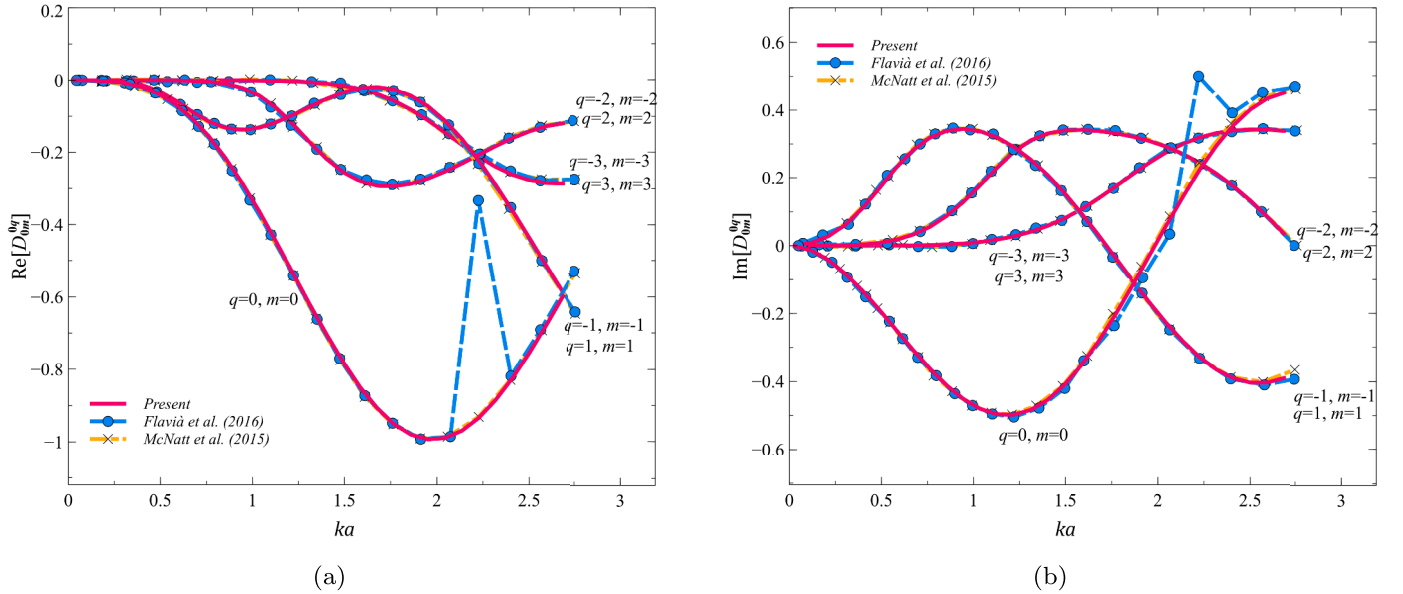 0.2
0
−0.2
−0.4
−0.6
−0.8
−1
Re[D^{0q}_{0m}]
q=-2, m=-2
q=2, m=2
q=-3, m=-3
q=3, m=3
q=0, m=0
q=-1, m=-1
q=1, m=1
Present
Flavià et al. (2016)
McNatt et al. (2015)
0 0.5 1 1.5 2 2.5 3
ka
(a)
0.6
0.4
0.2
0
−0.2
−0.4
−0.6
Im[D^{0q}_{0m}]
Present
Flavià et al. (2016)
McNatt et al. (2015)
q=-2, m=-2
q=2, m=2
q=-3, m=-3
q=3, m=3
q=-1, m=-1
q=1, m=1
q=0, m=0
0 0.5 1 1.5 2 2.5 3
ka
(b)